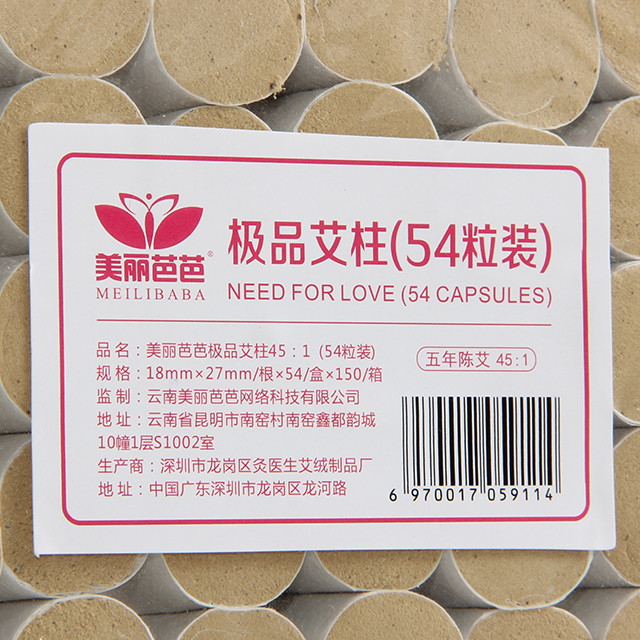 美丽芭芭®
MEILIBABA
极品艾柱(54粒装)
NEED FOR LOVE (54 CAPSULES)
品名：美丽芭芭极品艾柱45：1 (54粒装)
规格：18mm×27mm/根×54/盒×150/箱
五年陈艾 45:1
监制：云南美丽芭芭网络科技有限公司
地址：云南省昆明市南窑村南窑鑫都韵城
10幢1层S1002室
生产商：深圳市龙岗区灸医生艾绒制品厂
地址：中国广东深圳市龙岗区龙河路
6 970017 059114